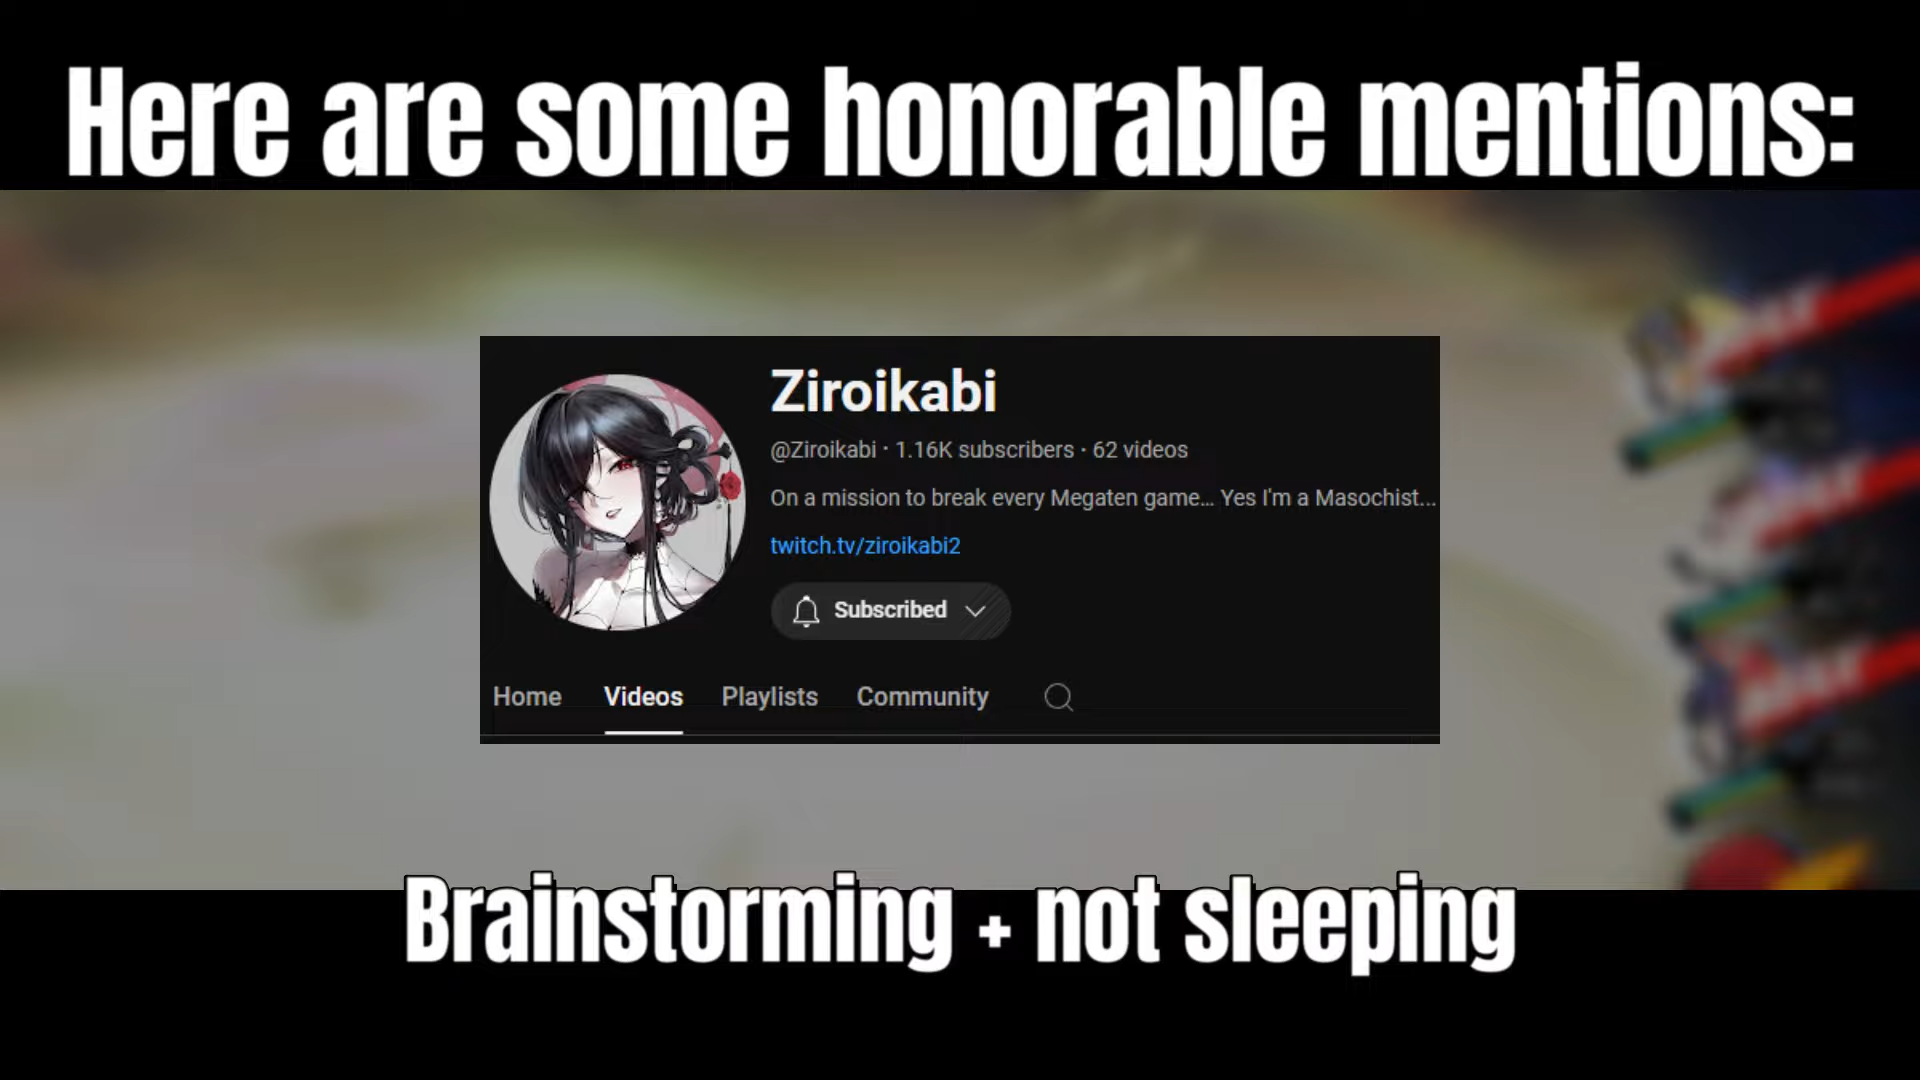 Here are some honorable mentions:
Ziroikabi
@Ziroikabi · 1.16K subscribers · 62 videos
On a mission to break every Megaten game... Yes I'm a Masochist...
twitch.tv/ziroikabi2
Subscribed
Home Videos Playlists Community
Brainstorming + not sleeping